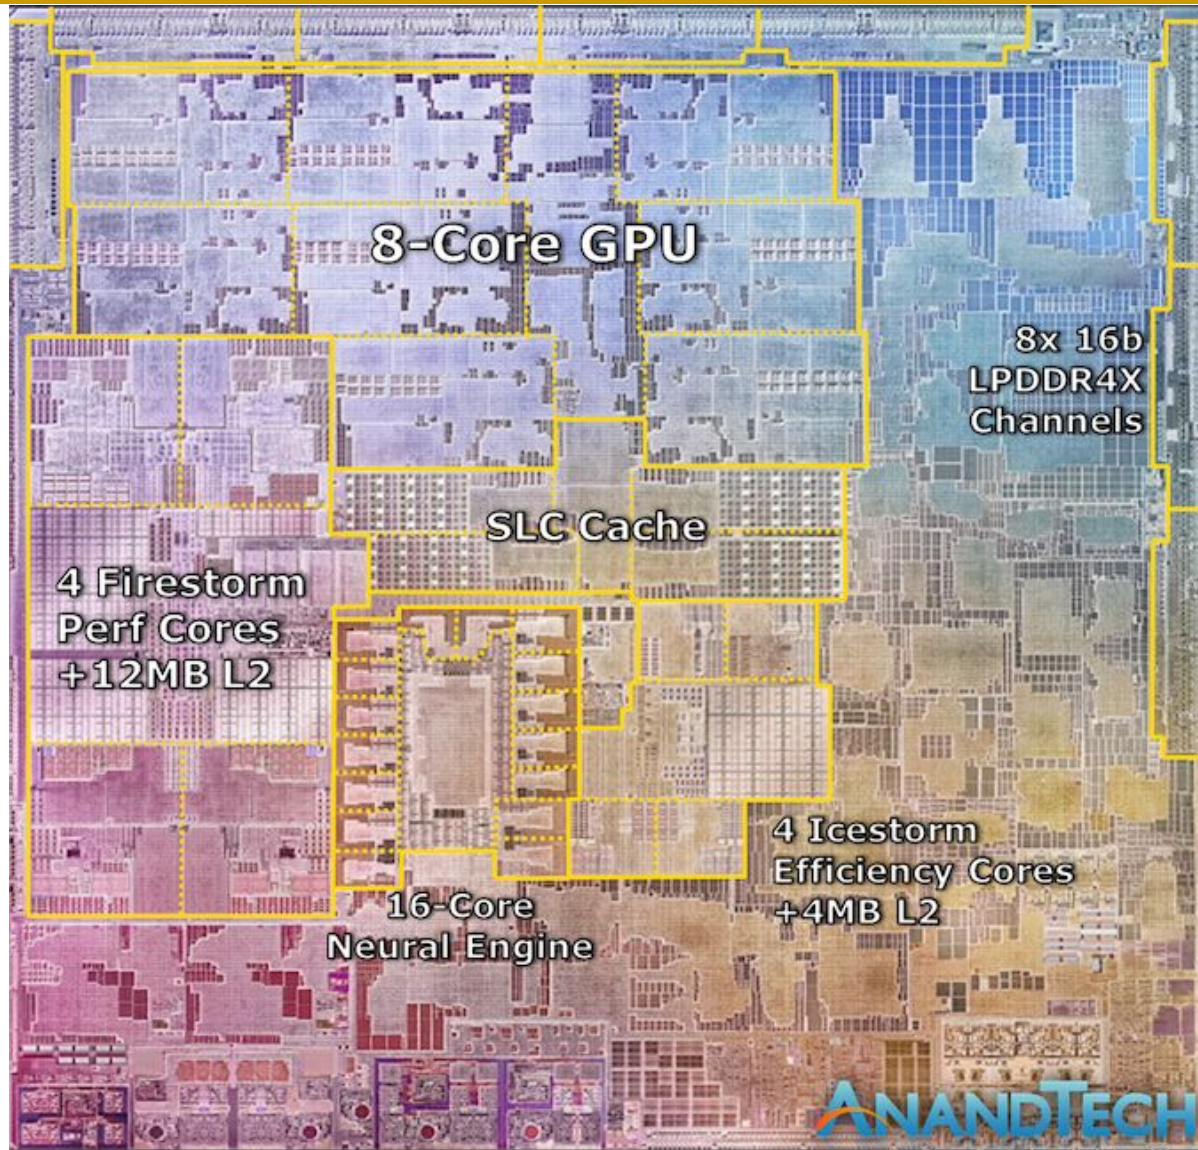 8-Core GPU
8x 16b
LPDDR4X
Channels
SLC Cache
4 Firestorm
Perf Cores
+12MB L2
4 Icestorm
Efficiency Cores
+4MB L2
16-Core
Neural Engine
ANANDTECH